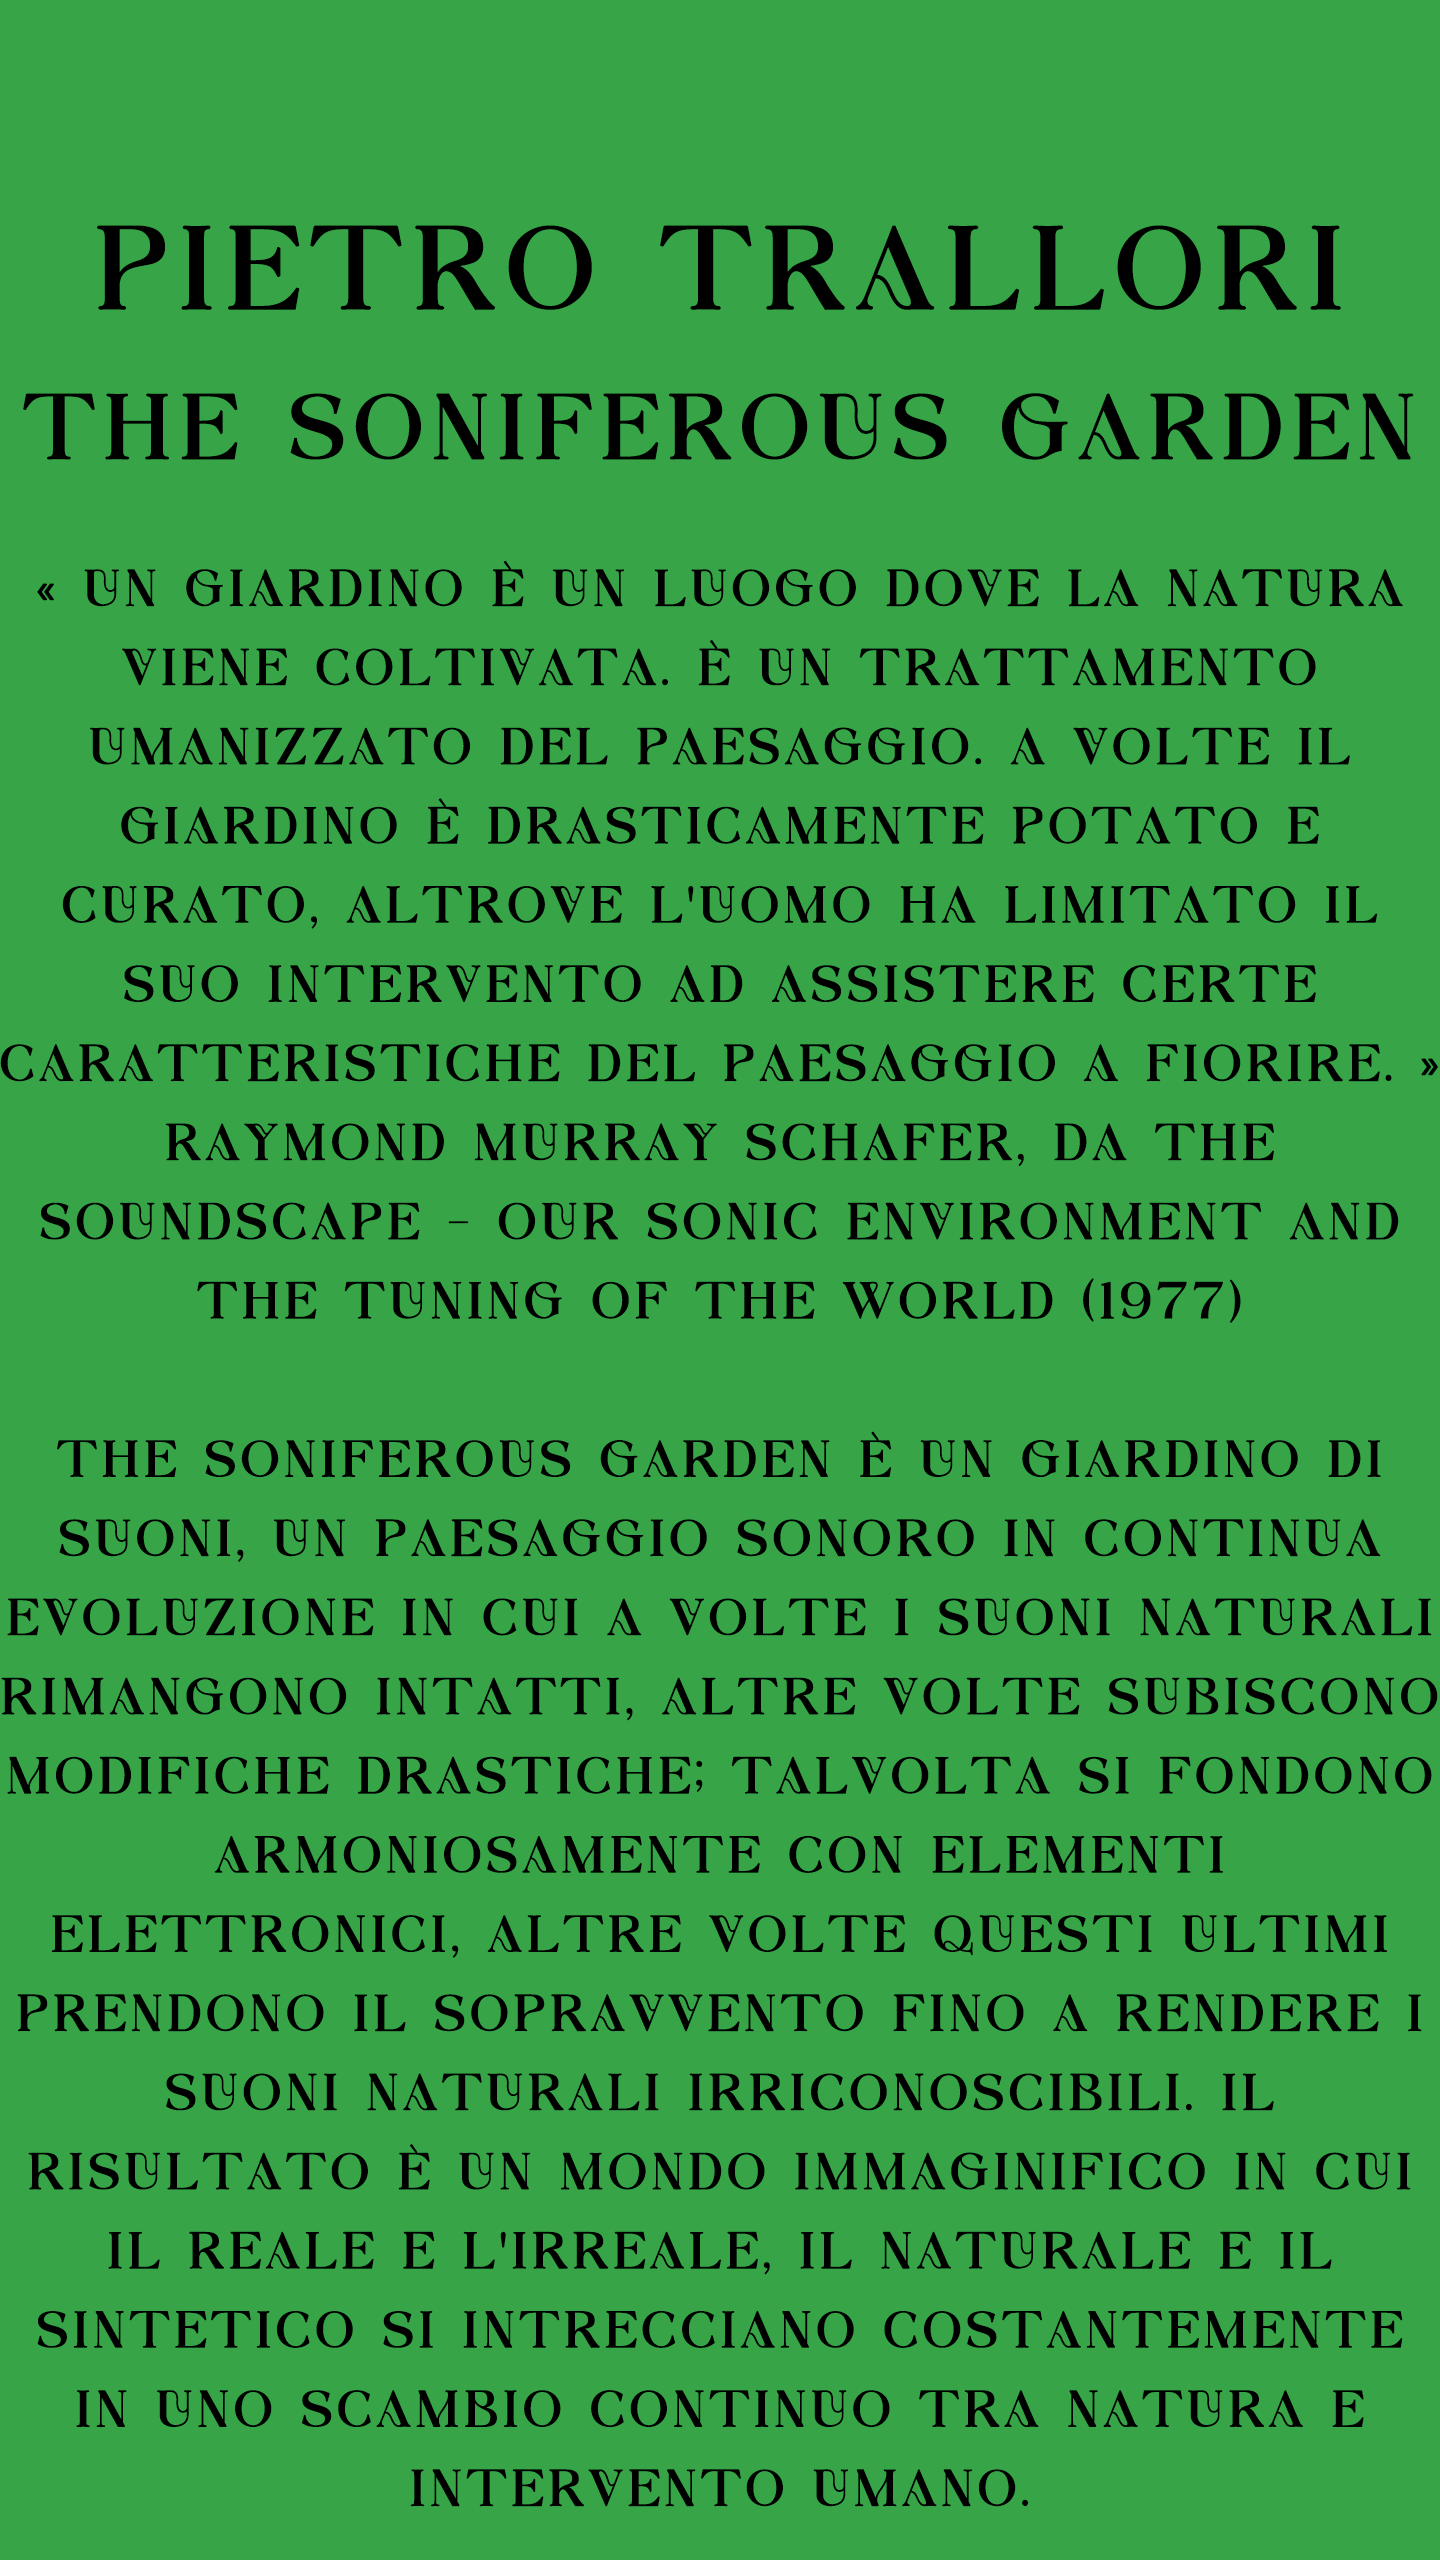 PIETRO TRALLORI
THE SONIFEROUS GARDEN
« UN GIARDINO È UN LUOGO DOVE LA NATURA
VIENE COLTIVATA. È UN TRATTAMENTO
UMANIZZATO DEL PAESAGGIO. A VOLTE IL
GIARDINO È DRASTICAMENTE POTATO E
CURATO, ALTROVE L'UOMO HA LIMITATO IL
SUO INTERVENTO AD ASSISTERE CERTE
CARATTERISTICHE DEL PAESAGGIO A FIORIRE. »
RAYMOND MURRAY SCHAFER, DA THE
SOUNDSCAPE - OUR SONIC ENVIRONMENT AND
THE TUNING OF THE WORLD (1977)
THE SONIFEROUS GARDEN È UN GIARDINO DI
SUONI, UN PAESAGGIO SONORO IN CONTINUA
EVOLUZIONE IN CUI A VOLTE I SUONI NATURALI
RIMANGONO INTATTI, ALTRE VOLTE SUBISCONO
MODIFICHE DRASTICHE; TALVOLTA SI FONDONO
ARMONIOSAMENTE CON ELEMENTI
ELETTRONICI, ALTRE VOLTE QUESTI ULTIMI
PRENDONO IL SOPRAVVENTO FINO A RENDERE I
SUONI NATURALI IRRICONOSCIBILI. IL
RISULTATO È UN MONDO IMMAGINIFICO IN CUI
IL REALE E L'IRREALE, IL NATURALE E IL
SINTETICO SI INTRECCIANO COSTANTEMENTE
IN UNO SCAMBIO CONTINUO TRA NATURA E
INTERVENTO UMANO.